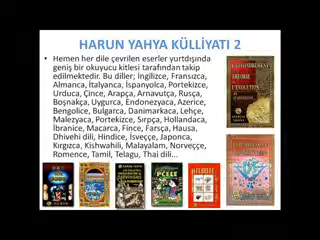 HARUN YAHYA KÜLLİYATI 2
• Hemen her dile çevrilen eserler yurtdışında
geniş bir okuyucu kitlesi tarafından takip
edilmektedir. Bu diller; ingilizce, Fransızca,
Almanca, İtalyanca, İspanyolca, Portekizce,
Urduca, Çince, Arapça, Arnavutça, Rusça,
Boşnakça, Uygurca, Endonezyaca, Azerice,
Bengolice, Bulgarca, Danimarkaca, Lehçe,
Malezyaca, Portekizce, Sırpça, Hollandaca,
İbranice, Macarca, Fince, Farsça, Hausa,
Dhivehi dili, Hindice, İsveççe, Japonca,
Kırgızca, Kishwahili, Malayalam, Norveççe,
Romence, Tamil, Telagu, Thai dili...